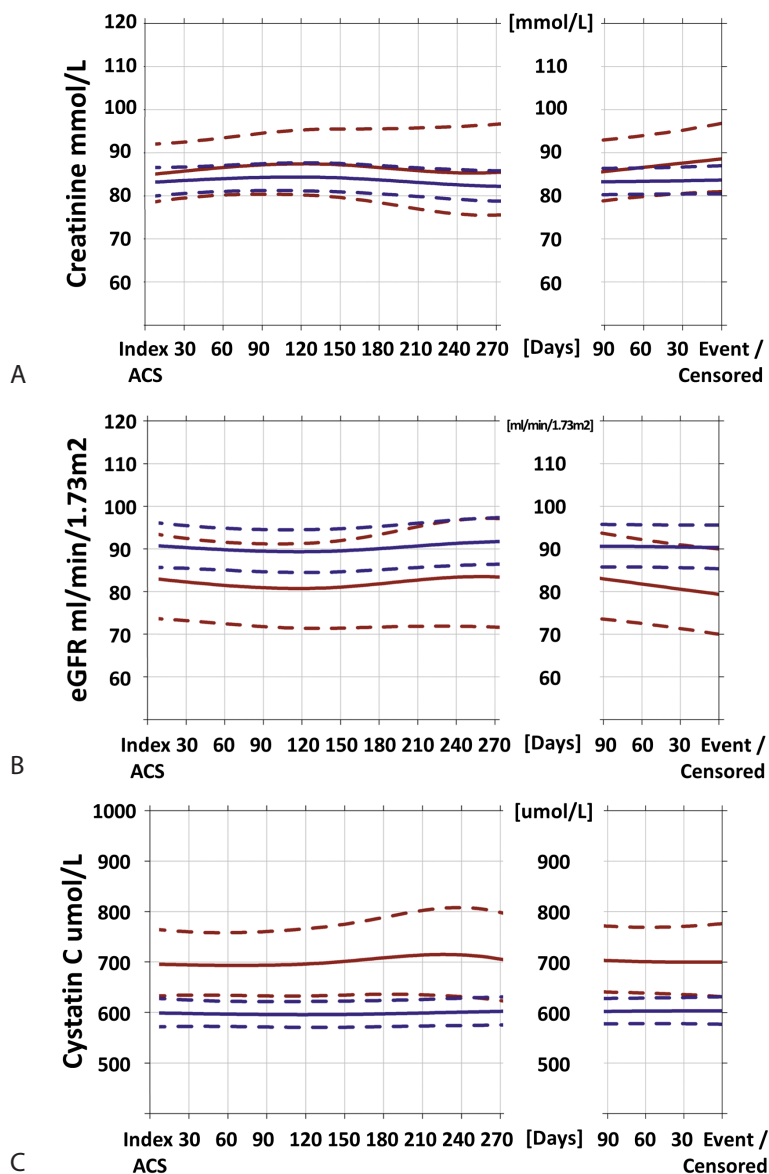 120 [mmol/L]
110 110
100 100
90 90
80 80
70 70
60 60
Creatinine mmol/L
Index 30 60 90 120 150 180 210 240 270 [Days] 90 60 30 Event /
ACS Censored
A
120 [ml/min/1.73m2]
110 110
100 100
90 90
80 80
70 70
60 60
eGFR ml/min/1.73m2
Index 30 60 90 120 150 180 210 240 270 [Days] 90 60 30 Event /
ACS Censored
B
1000 [umol/L]
900 900
800 800
700 700
600 600
500 500
Cystatin C umol/L
Index 30 60 90 120 150 180 210 240 270 [Days] 90 60 30 Event /
ACS Censored
C